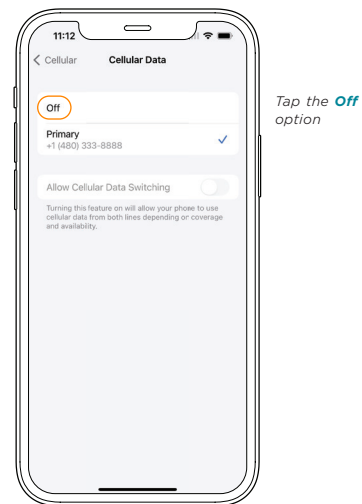 11:12
Cellular
Cellular Data
Off
Tap the Off
option
Primary
+1 (480) 333-8888
Allow Cellular Data Switching
Turning this feature on will allow your phone to use
cellular data from both lines depending or coverage
and availability.